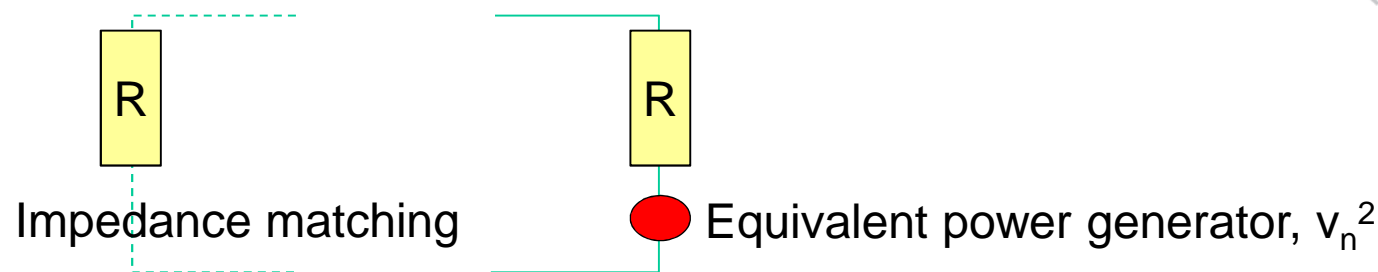 R
R
Impedance matching
Equivalent power generator, vₙ²